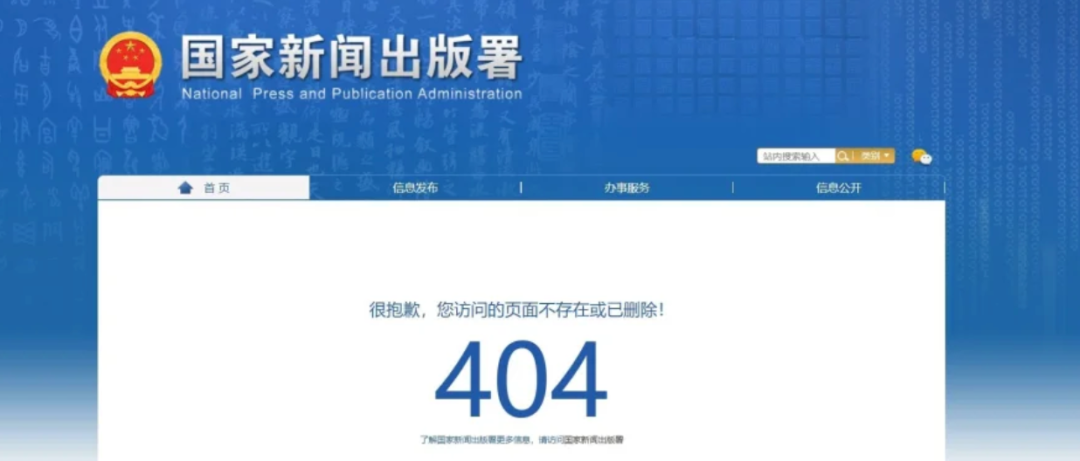 国家新闻出版署
National Press and Publication Administration
站内搜索输入 类别
首页 信息发布 办事服务 信息公开
很抱歉，您访问的页面不存在或已删除！
404
了解国家新闻出版署更多信息，请访问国家新闻出版署